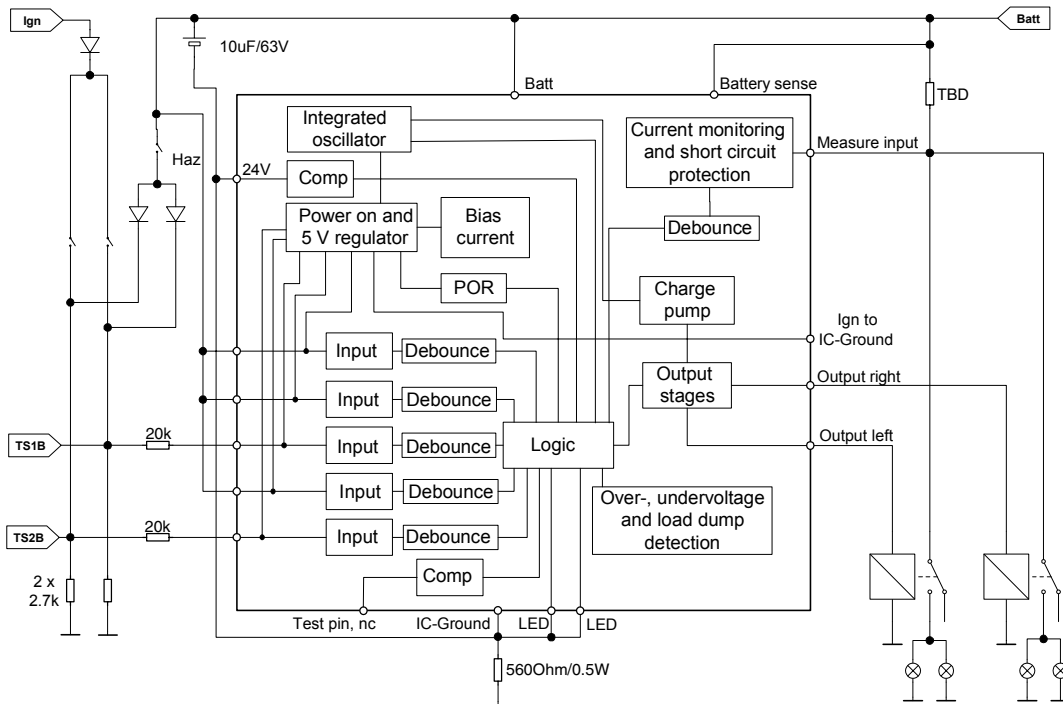 Ign
Batt
10uF/63V
Batt
Battery sense
TBD
Integrated
oscillator
Current monitoring
and short circuit
protection
Measure input
Haz
24V
Comp
Power on and
5 V regulator
Bias
current
Debounce
POR
Charge
pump
Ign to
IC-Ground
Input
Debounce
Output
stages
Output right
Input
Debounce
TS1B
20k
Input
Debounce
Logic
Output left
Input
Debounce
Over-, undervoltage
and load dump
detection
TS2B
20k
Input
Debounce
2 x
2.7k
Comp
Test pin, nc
IC-Ground
LED
LED
560Ohm/0.5W